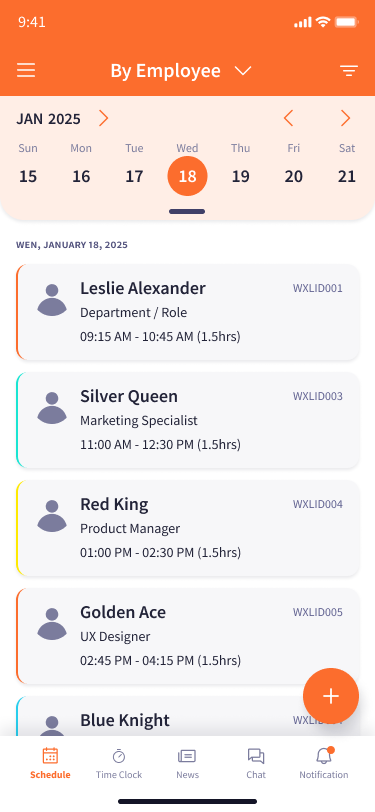 9:41
By Employee
JAN 2025
Sun Mon Tue Wed Thu Fri Sat
15 16 17 18 19 20 21
WEN, JANUARY 18, 2025
Leslie Alexander WXLID001
Department / Role
09:15 AM - 10:45 AM (1.5hrs)
Silver Queen WXLID003
Marketing Specialist
11:00 AM - 12:30 PM (1.5hrs)
Red King WXLID004
Product Manager
01:00 PM - 02:30 PM (1.5hrs)
Golden Ace WXLID005
UX Designer
02:45 PM - 04:15 PM (1.5hrs)
Blue Knight
Schedule Time Clock News Chat Notification